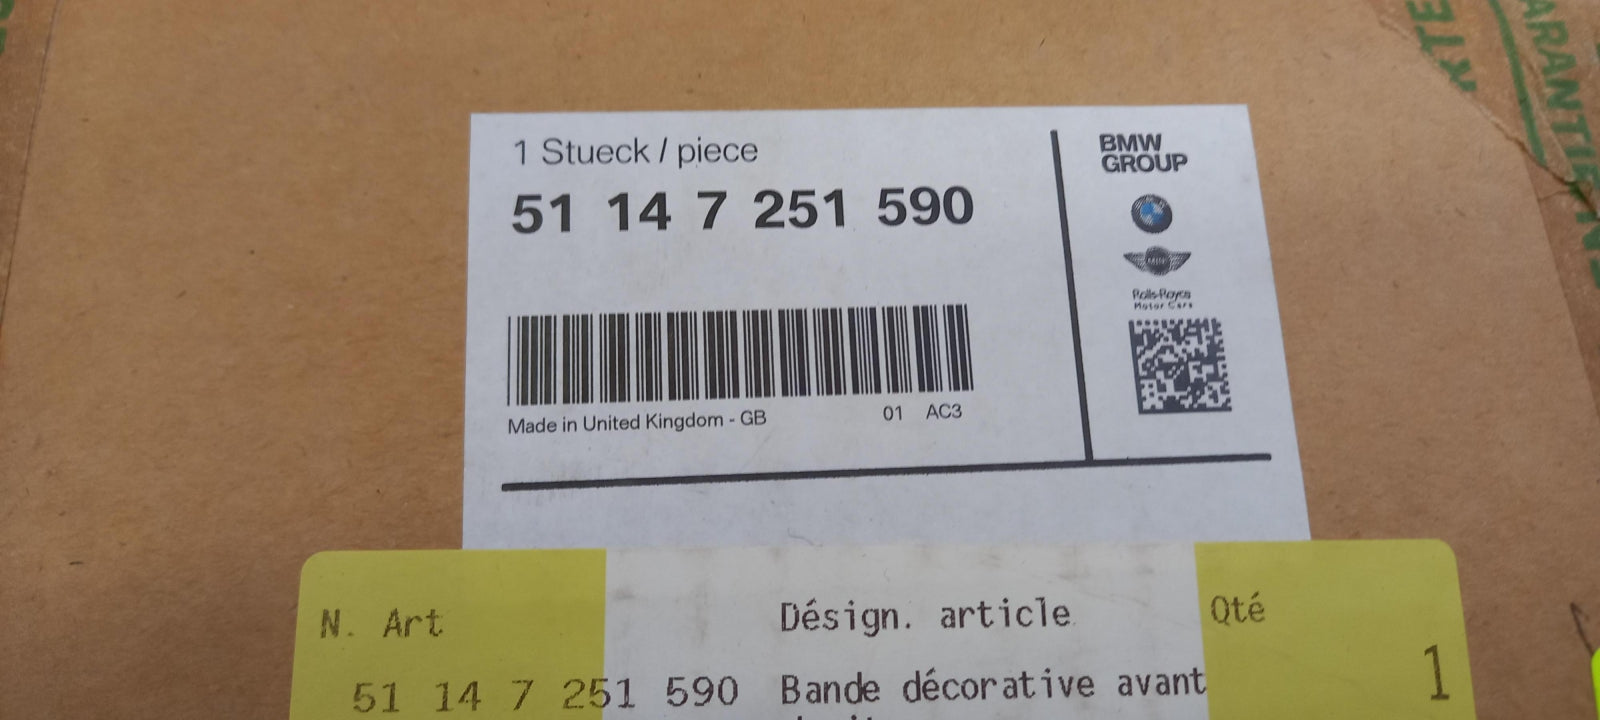 1 Stueck / piece
51 14 7 251 590
Made in United Kingdom - GB
01 AC3
BMW
GROUP
MINI
Rolls-Royce
Motor Cars
N. Art
Désign. article
Qté
51 14 7 251 590
Bande décorative avant
1